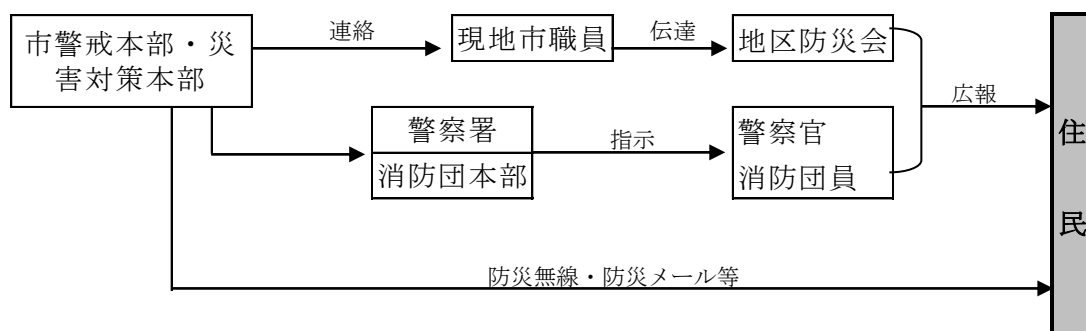 市警戒本部・災
害対策本部
連絡
現地市職員
伝達
地区防災会
広報
警察署
消防団本部
指示
警察官
消防団員
防災無線・防災メール等
住
民